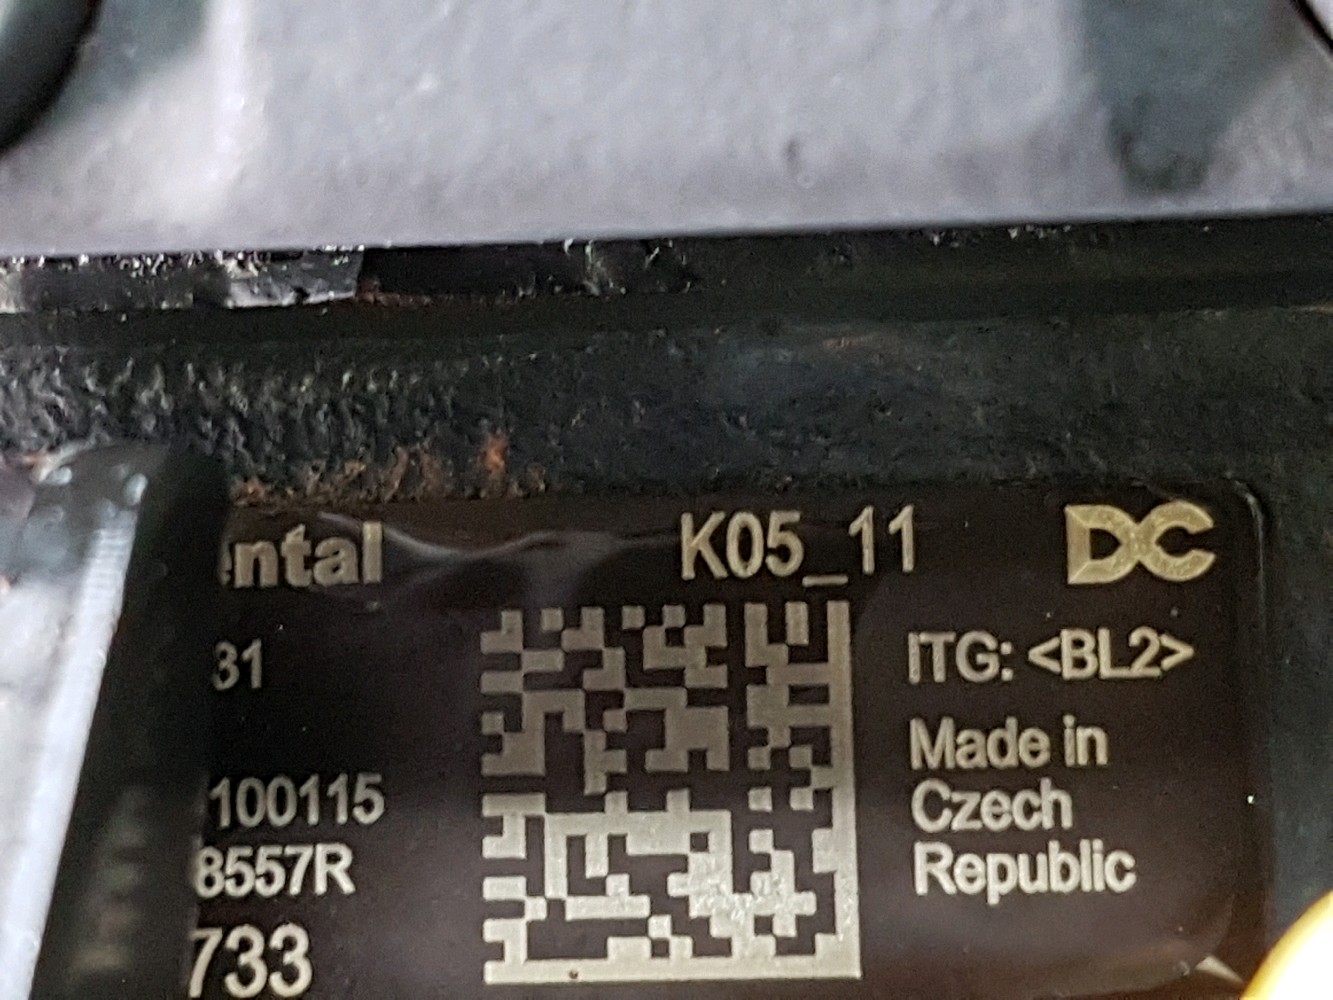 ntal K05_11 DC
31 ITG: <BL2>
Made in
100115 Czech
8557R Republic
733